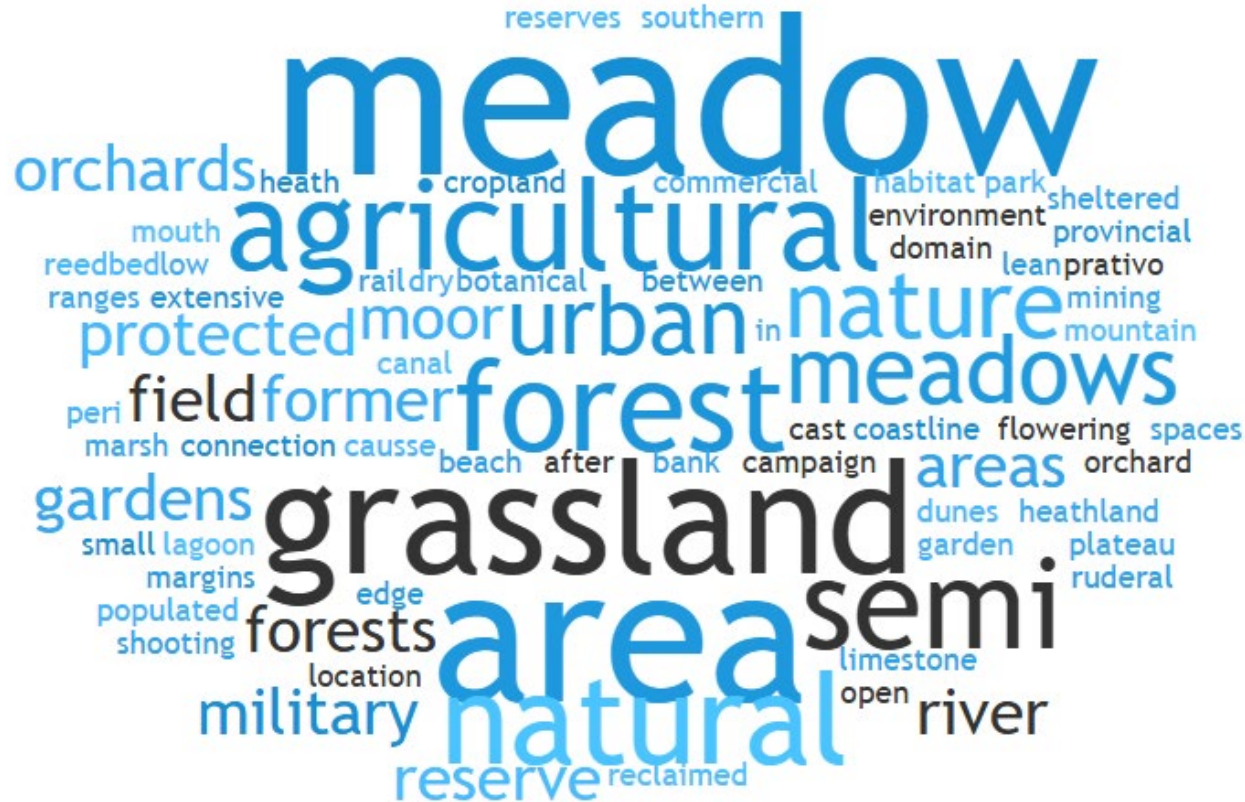 reserves southern
meadow
orchards heath cropland commercial habitat park sheltered
agricultural environment
mouth domain provincial
reedbedlow rail dry botanical between lean prativo
ranges extensive nature mining
protected moor urban in mountain
canal meadows
peri field former forest
marsh connection causse cast coastline flowering spaces
beach after bank campaign areas orchard
gardens grassland dunes heathland
small lagoon garden plateau
margins semi ruderal
populated edge area
shooting forests limestone
location open
military natural river
reserve reclaimed